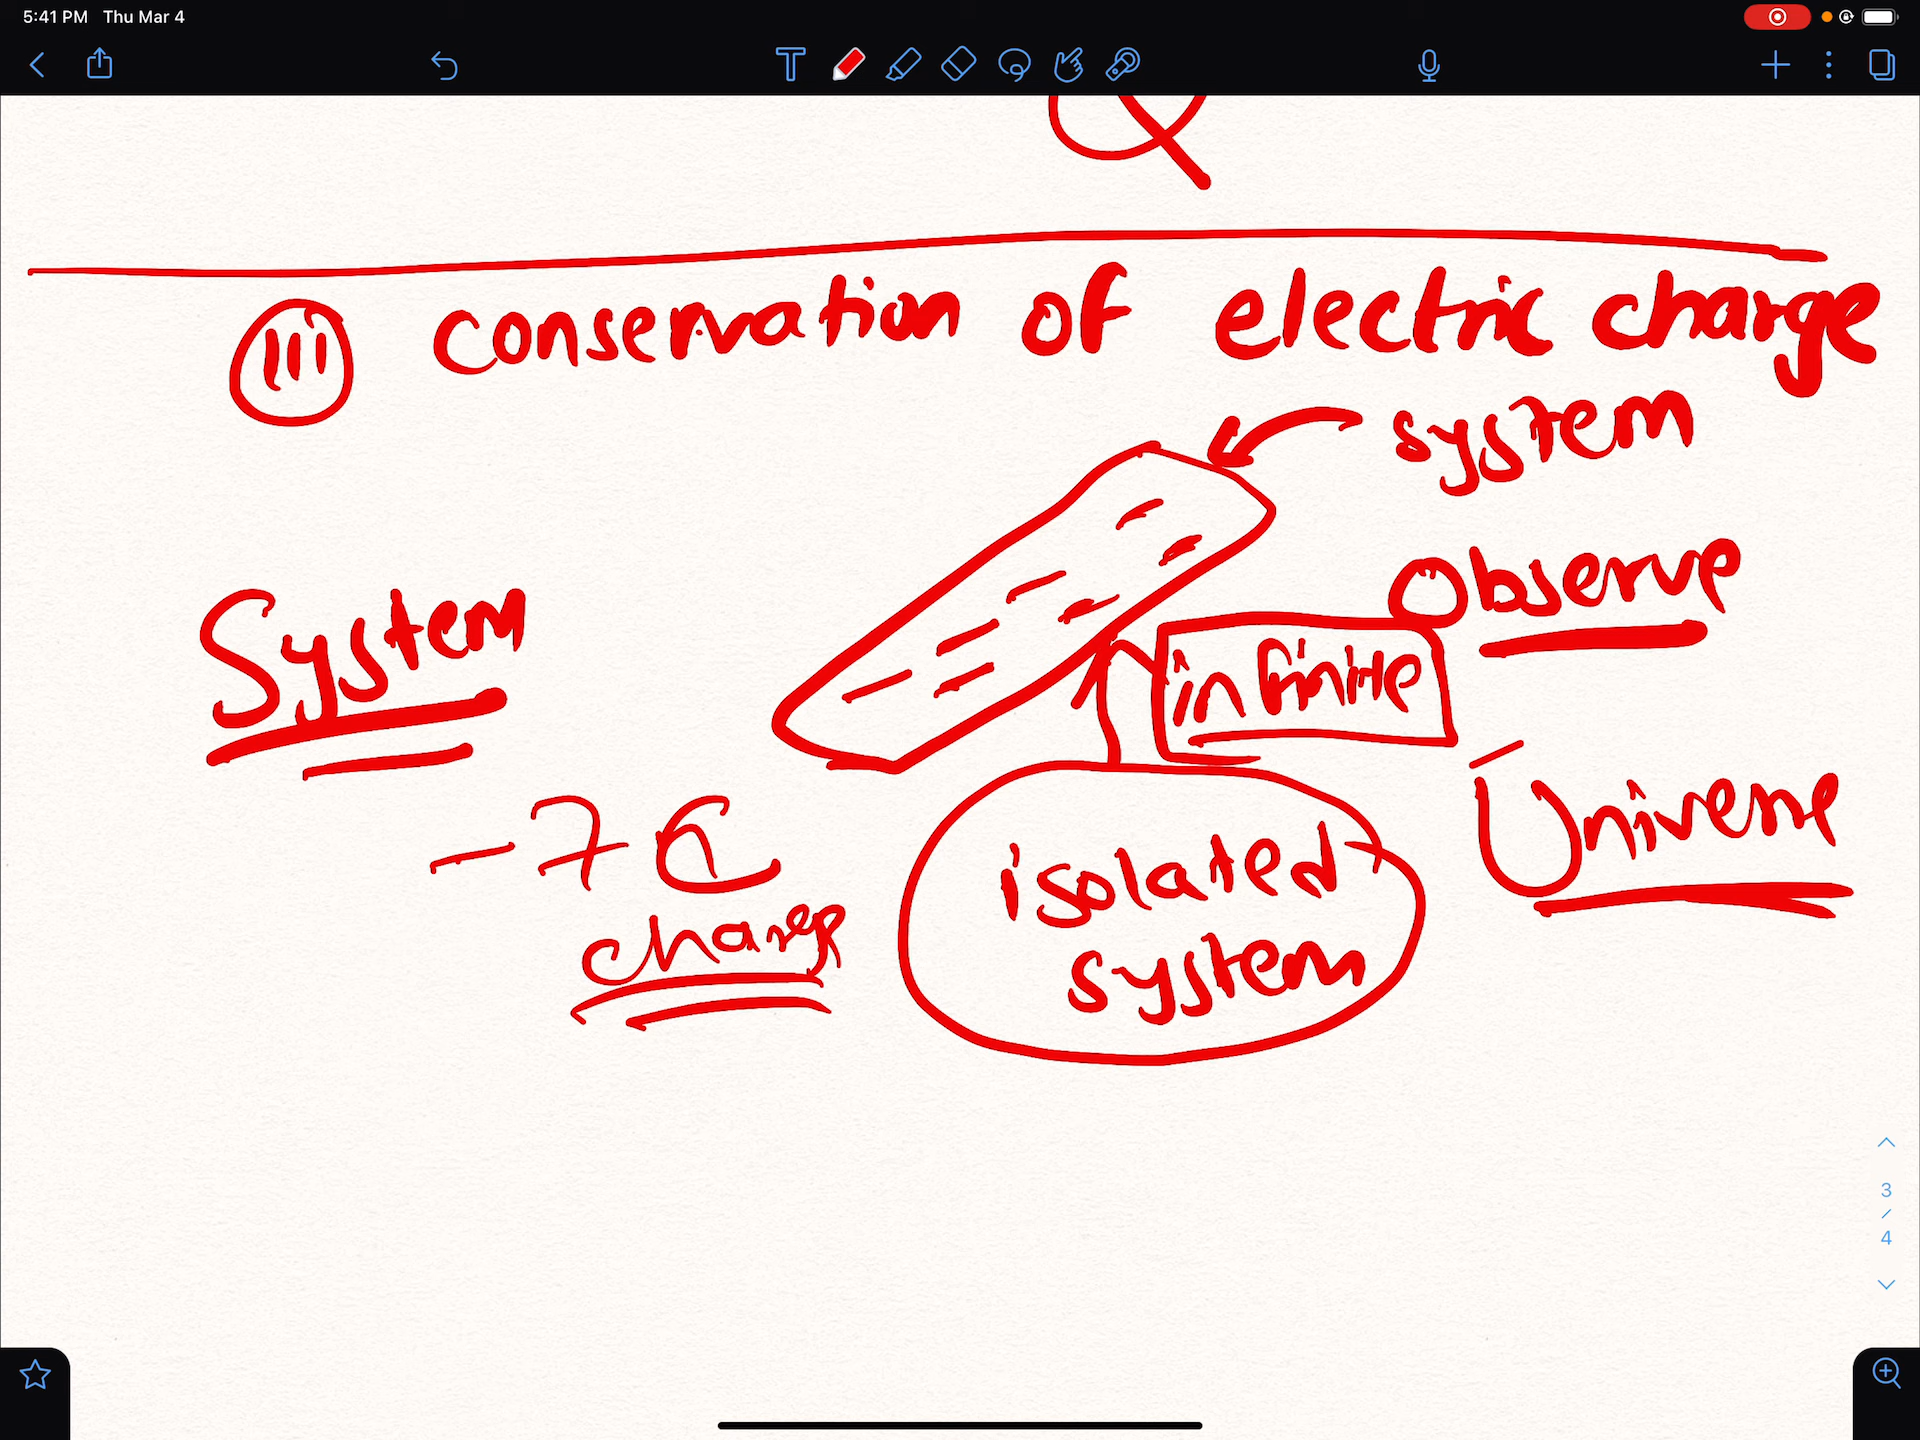 5:41 PM Thu Mar 4
Q
iii conservation of electric charge
system
Observe
System
infinite
Universe
-7 C
charge
isolated
system
3
/
4